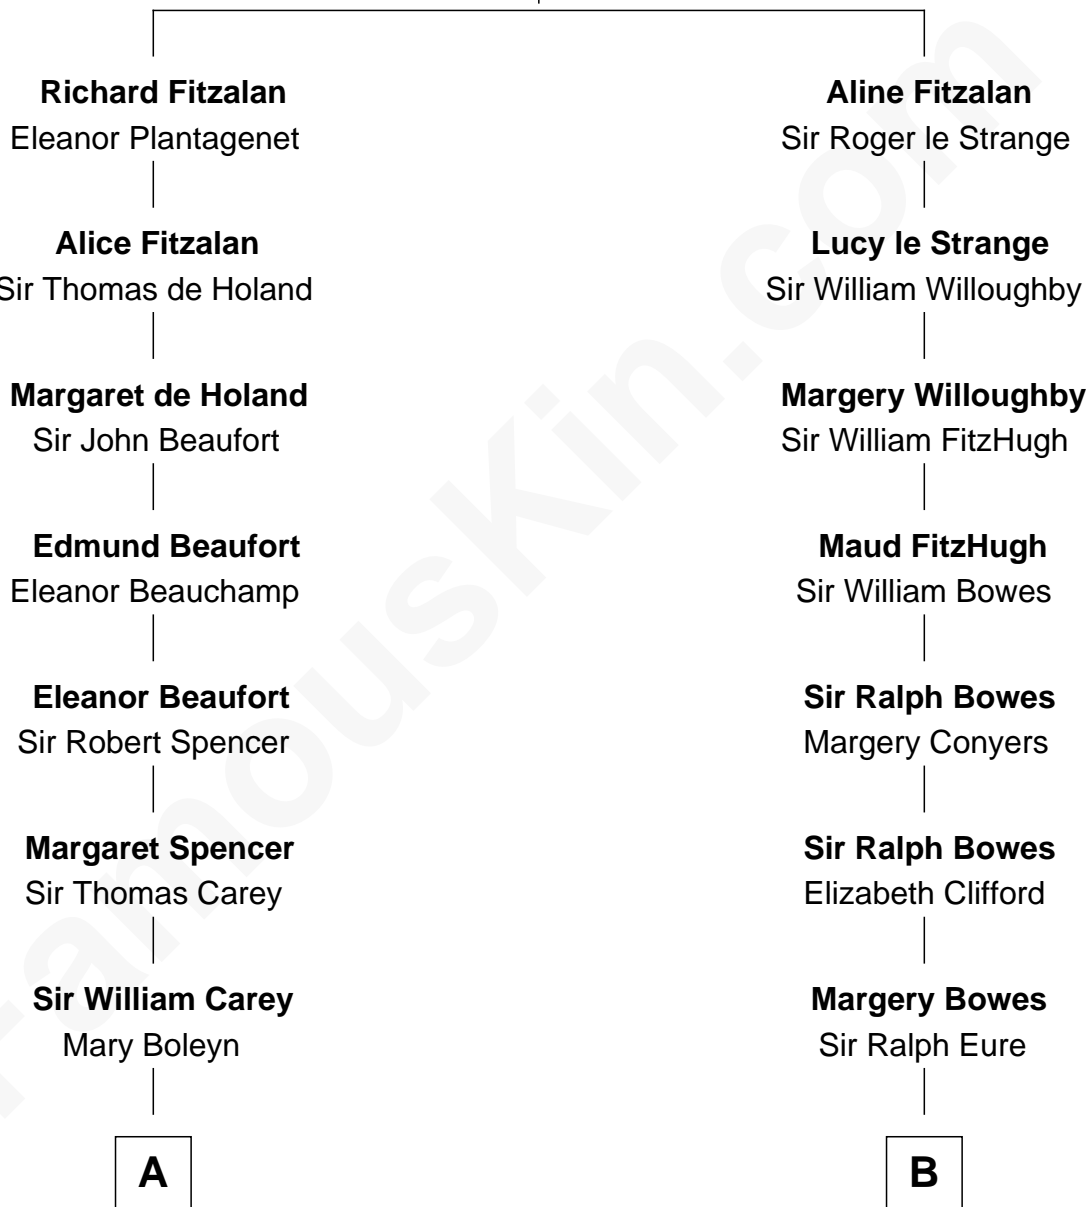 Richard Fitzalan
Eleanor Plantagenet
Alice Fitzalan
Sir Thomas de Holand
Margaret de Holand
Sir John Beaufort
Edmund Beaufort
Eleanor Beauchamp
Eleanor Beaufort
Sir Robert Spencer
Margaret Spencer
Sir Thomas Carey
Sir William Carey
Mary Boleyn
A
Aline Fitzalan
Sir Roger le Strange
Lucy le Strange
Sir William Willoughby
Margery Willoughby
Sir William FitzHugh
Maud FitzHugh
Sir William Bowes
Sir Ralph Bowes
Margery Conyers
Sir Ralph Bowes
Elizabeth Clifford
Margery Bowes
Sir Ralph Eure
B
FamousKin.com